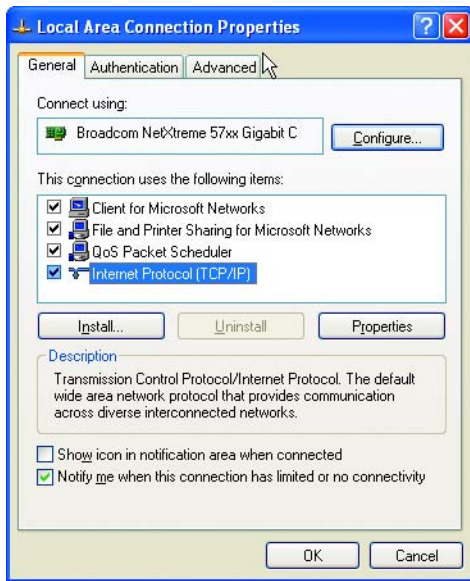 Local Area Connection Properties
General Authentication Advanced
Connect using:
Broadcom NetXtreme 57xx Gigabit C Configure...
This connection uses the following items:
Client for Microsoft Networks
File and Printer Sharing for Microsoft Networks
QoS Packet Scheduler
Internet Protocol (TCP/IP)
Install... Uninstall Properties
Description
Transmission Control Protocol/Internet Protocol. The default
wide area network protocol that provides communication
across diverse interconnected networks.
Show icon in notification area when connected
Notify me when this connection has limited or no connectivity
OK Cancel